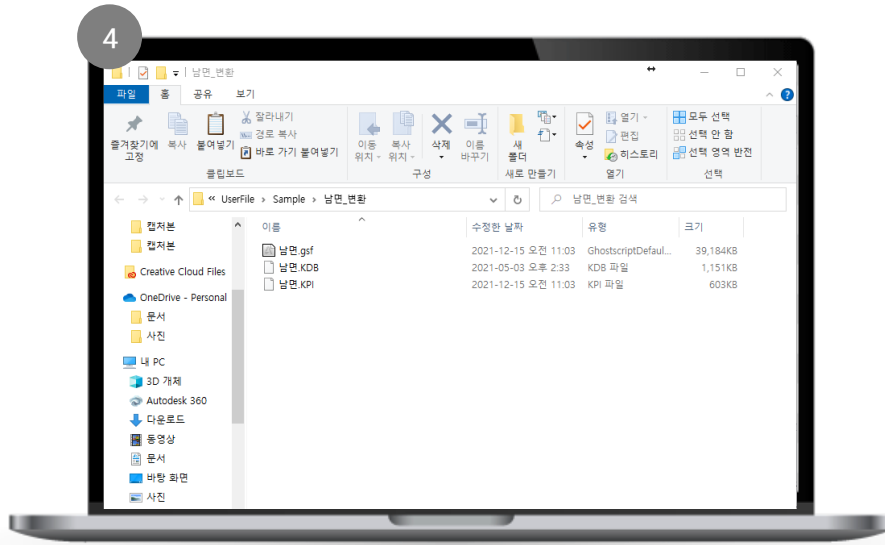 4
남면_변환
파일 홈 공유 보기
즐겨찾기에 고정
복사
붙여넣기
잘라내기
경로 복사
바로 가기 붙여넣기
클립보드
이동 위치
복사 위치
삭제
이름 바꾸기
구성
새 폴더
새로 만들기
속성
열기
편집
히스토리
열기
모두 선택
선택 안 함
선택 영역 반전
선택
« UserFile › Sample › 남면_변환
남면_변환 검색
캡처본
캡처본
Creative Cloud Files
OneDrive - Personal
문서
사진
내 PC
3D 개체
Autodesk 360
다운로드
동영상
문서
바탕 화면
사진
이름 수정한 날짜 유형 크기
남면.gsf 2021-12-15 오전 11:03 GhostscriptDefaul... 39,184KB
남면.KDB 2021-05-03 오후 2:33 KDB 파일 1,151KB
남면.KPI 2021-12-15 오전 11:03 KPI 파일 603KB